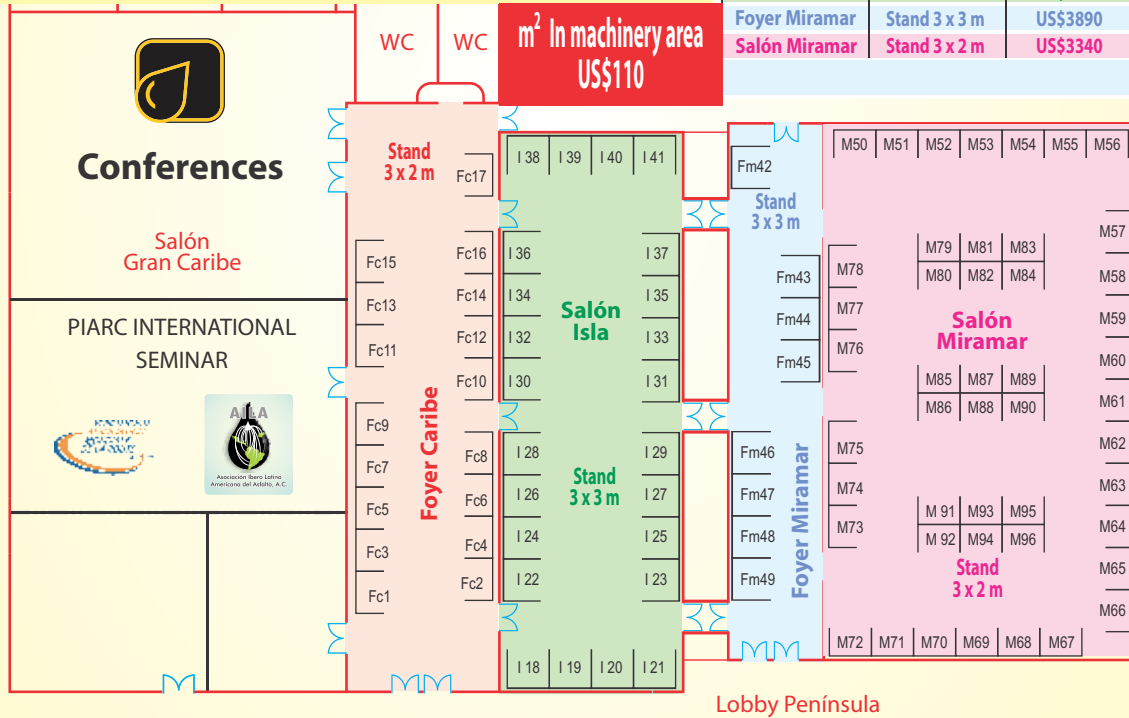 Foyer Miramar Stand 3 x 3 m US$3890
Salón Miramar Stand 3 x 2 m US$3340
m² In machinery area
US$110
WC
WC
Conferences
Salón
Gran Caribe
PIARC INTERNATIONAL
SEMINAR
Asociación Ibero Latino
Americana del Asfalto, A.C.
Stand
3 x 2 m
Fc17
Fc15
Fc16
Fc13
Fc14
Fc11
Fc12
Fc10
Foyer Caribe
Fc9
Fc7
Fc8
Fc5
Fc6
Fc3
Fc4
Fc1
Fc2
I 38 I 39 I 40 I 41
I 36 I 37
I 34 I 35
Salón
Isla
I 32 I 33
I 30 I 31
I 28 I 29
Stand
3 x 3 m
I 26 I 27
I 24 I 25
I 22 I 23
I 18 I 19 I 20 I 21
Fm42
Stand
3 x 3 m
Fm43
Fm44
Fm45
Foyer Miramar
Fm46
Fm47
Fm48
Fm49
M50 M51 M52 M53 M54 M55 M56
M57
M58
M59
M60
M61
M62
M63
M64
M65
M66
M78
M77
M76
M79 M81 M83
M80 M82 M84
Salón
Miramar
M85 M87 M89
M86 M88 M90
M75
M74
M73
M 91 M93 M95
M 92 M94 M96
Stand
3 x 2 m
M72 M71 M70 M69 M68 M67
Lobby Península